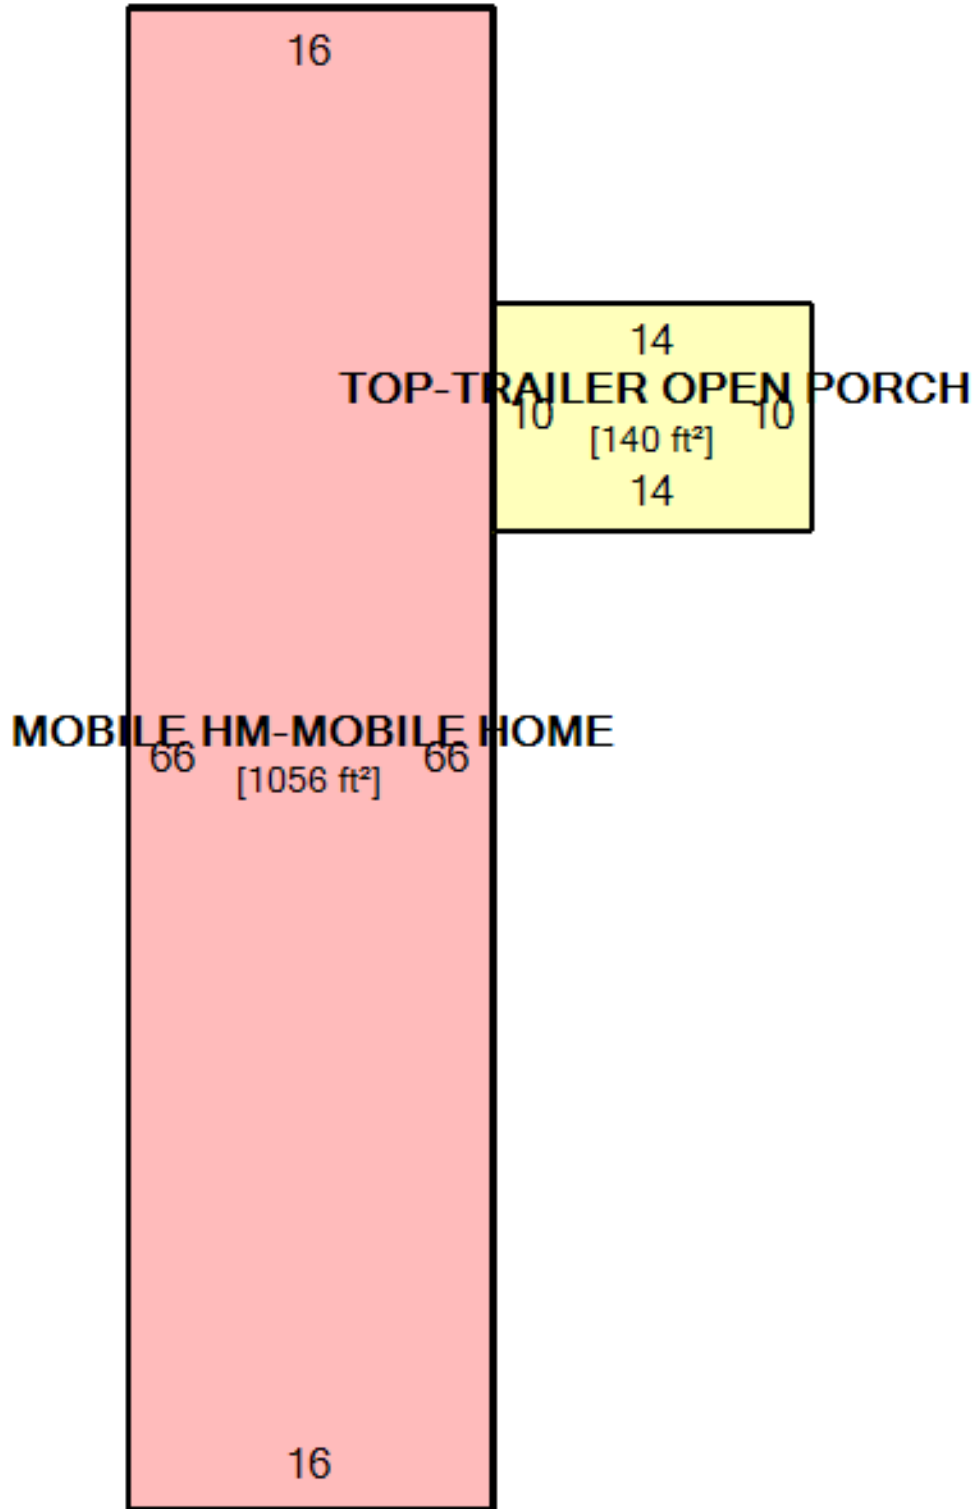 16
14
TOP-TRAILER OPEN PORCH
10 10
[140 ft²]
14
MOBILE HM-MOBILE HOME
66 66
[1056 ft²]
16